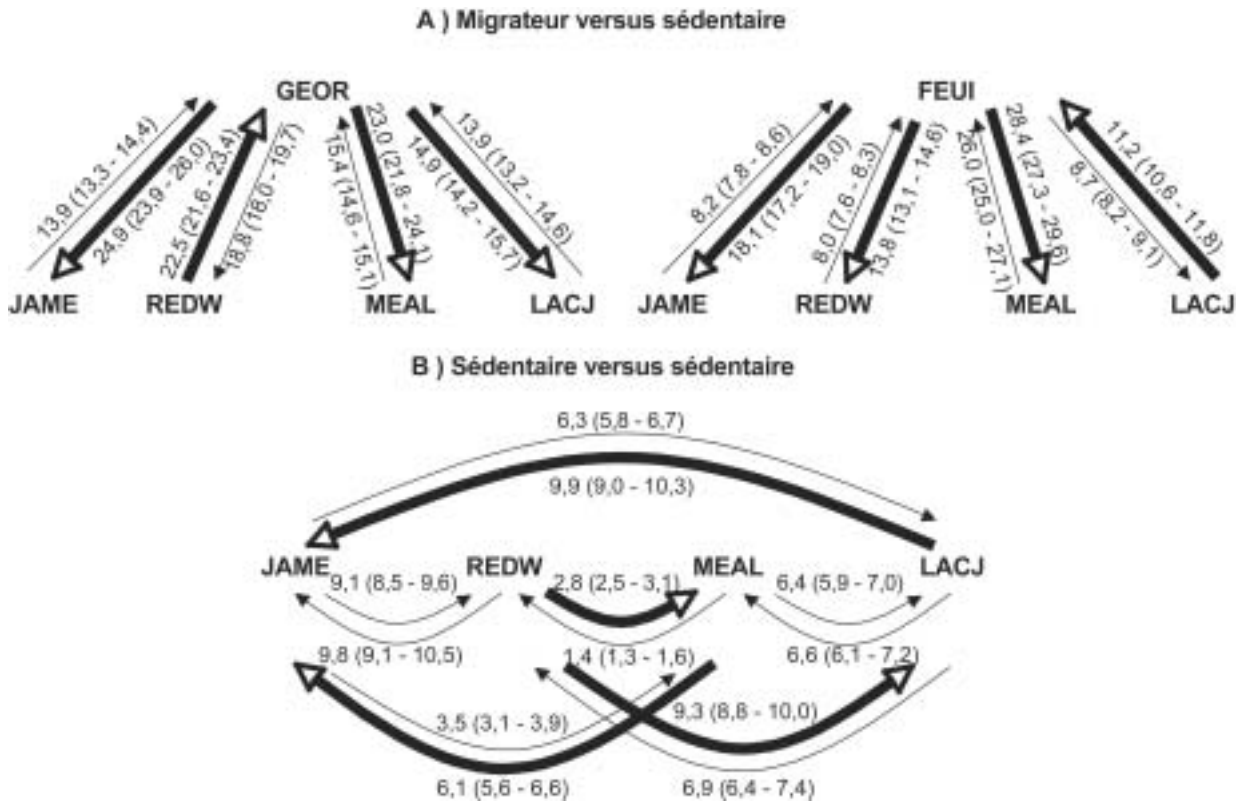 A ) Migrateur versus sédentaire
GEOR
13,9 (13,3 - 14,4)
24,9 (23,9 - 26,0)
22,5 (21,6 - 23,4)
18,8 (18,0 - 19,7)
15,4 (14,6 - 15,1)
23,0 (21,8 - 24,1)
14,9 (14,2 - 15,7)
13,9 (13,2 - 14,6)
JAME REDW MEAL LACJ
FEUI
8,2 (7,8 - 8,6)
18,1 (17,2 - 19,0)
8,0 (7,6 - 8,3)
13,8 (13,1 - 14,6)
26,0 (25,0 - 27,1)
28,4 (27,3 - 29,6)
8,7 (8,2 - 9,1)
11,2 (10,6 - 11,8)
JAME REDW MEAL LACJ
B ) Sédentaire versus sédentaire
6,3 (5,8 - 6,7)
9,9 (9,0 - 10,3)
JAME REDW MEAL LACJ
9,1 (8,5 - 9,6) 2,8 (2,5 - 3,1) 6,4 (5,9 - 7,0)
9,8 (9,1 - 10,5) 1,4 (1,3 - 1,6) 6,6 (6,1 - 7,2)
3,5 (3,1 - 3,9) 9,3 (8,8 - 10,0)
6,1 (5,6 - 6,6) 6,9 (6,4 - 7,4)